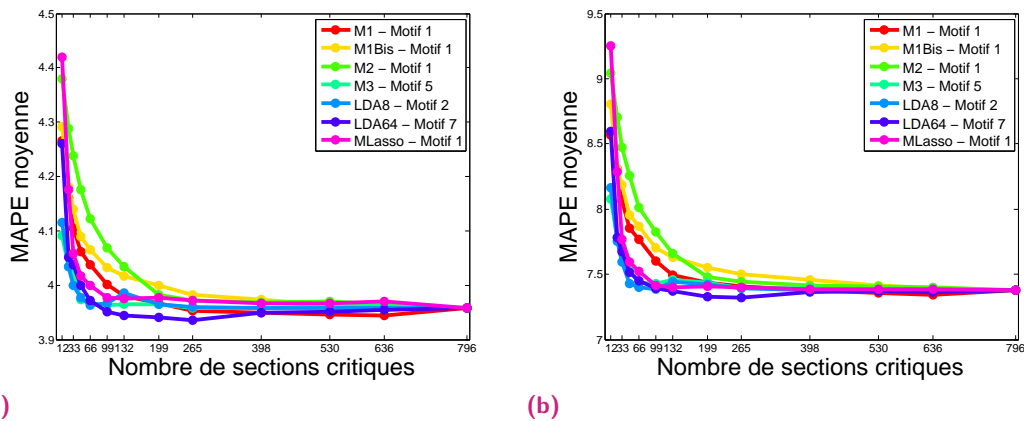 4.5
4.4
4.3
4.2
4.1
4
3.9
MAPE moyenne
M1 – Motif 1
M1Bis – Motif 1
M2 – Motif 1
M3 – Motif 5
LDA8 – Motif 2
LDA64 – Motif 7
MLasso – Motif 1
1233 66 99132 199 265 398 530 636 796
Nombre de sections critiques
)
9.5
9
8.5
8
7.5
7
MAPE moyenne
M1 – Motif 1
M1Bis – Motif 1
M2 – Motif 1
M3 – Motif 5
LDA8 – Motif 2
LDA64 – Motif 7
MLasso – Motif 1
1233 66 99132 199 265 398 530 636 796
Nombre de sections critiques
(b)